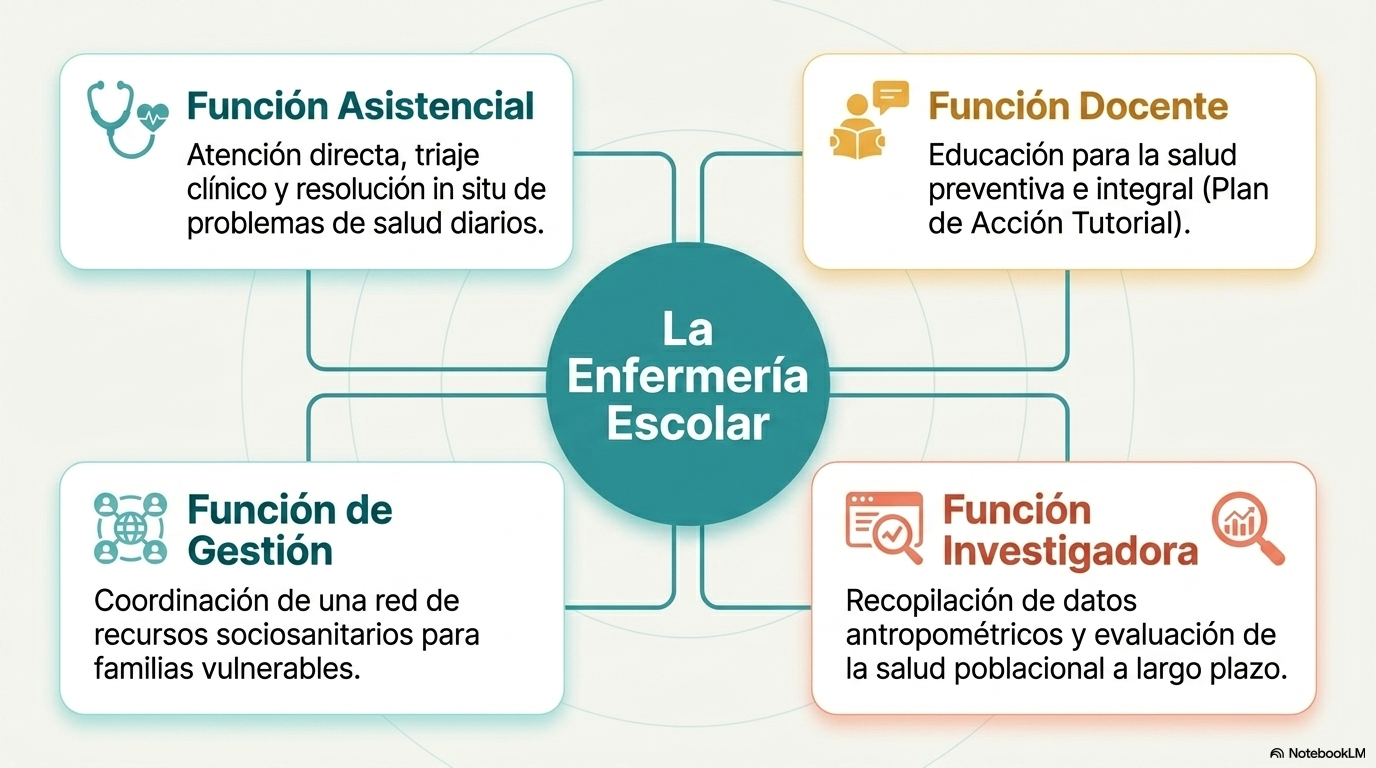 Función Asistencial
Atención directa, triaje
clínico y resolución in situ de
problemas de salud diarios.
Función Docente
Educación para la salud
preventiva e integral (Plan
de Acción Tutorial).
La
Enfermería
Escolar
Función de
Gestión
Coordinación de una red de
recursos sociosanitarios para
familias vulnerables.
Función
Investigadora
Recopilación de datos
antropométricos y evaluación de
la salud poblacional a largo plazo.
NotebookLM